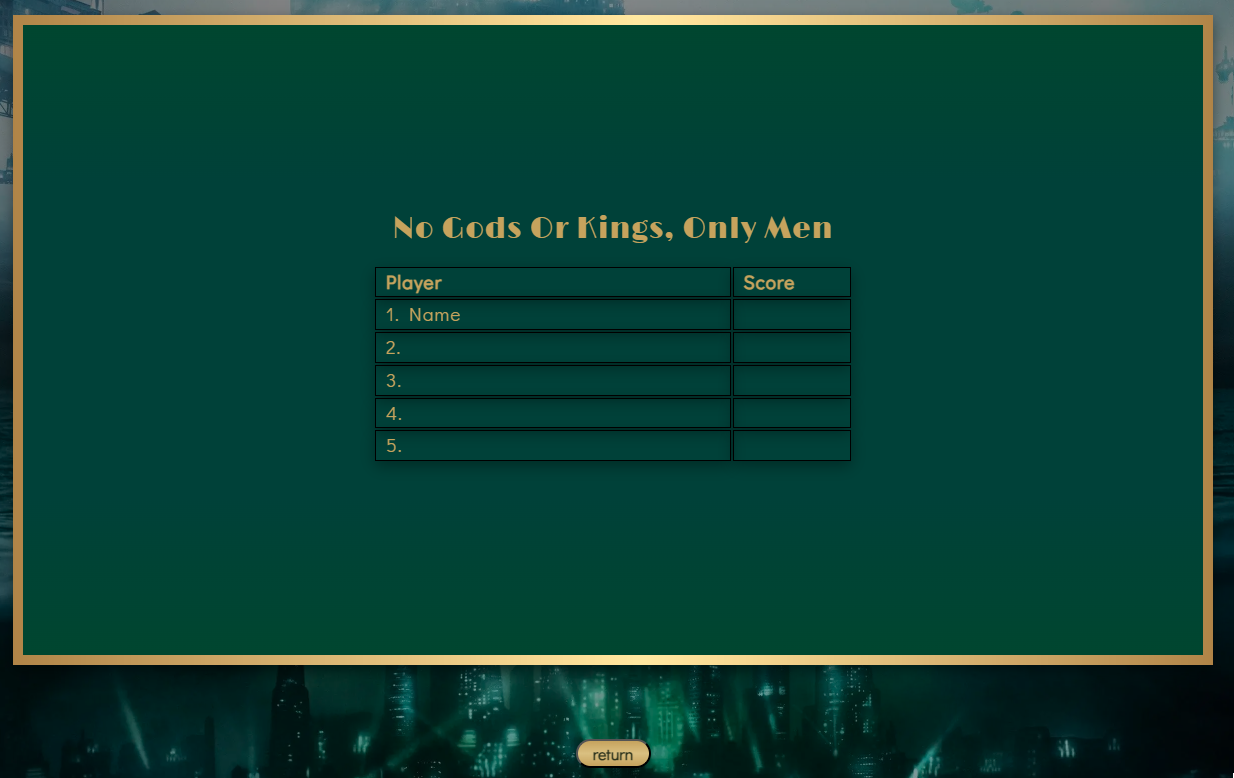 No Gods Or Kings, Only Men
Player Score
1. Name
2.
3.
4.
5.
return